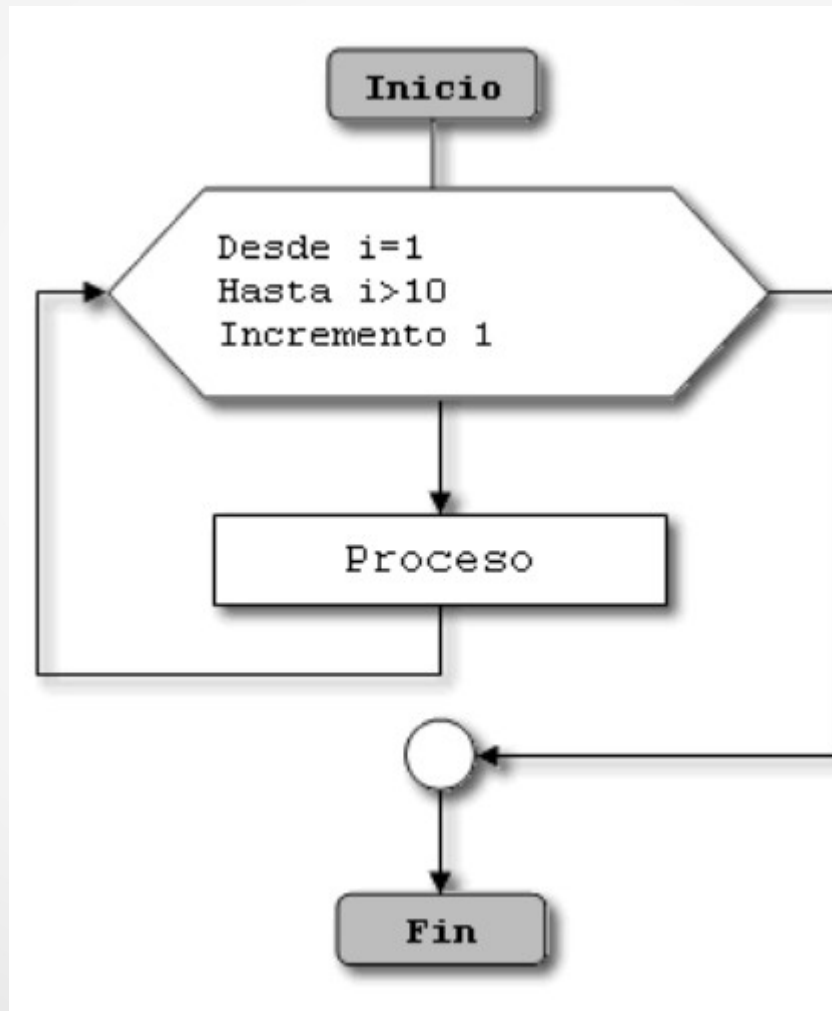 Inicio
Desde i=1
Hasta i>10
Incremento 1
Proceso
Fin